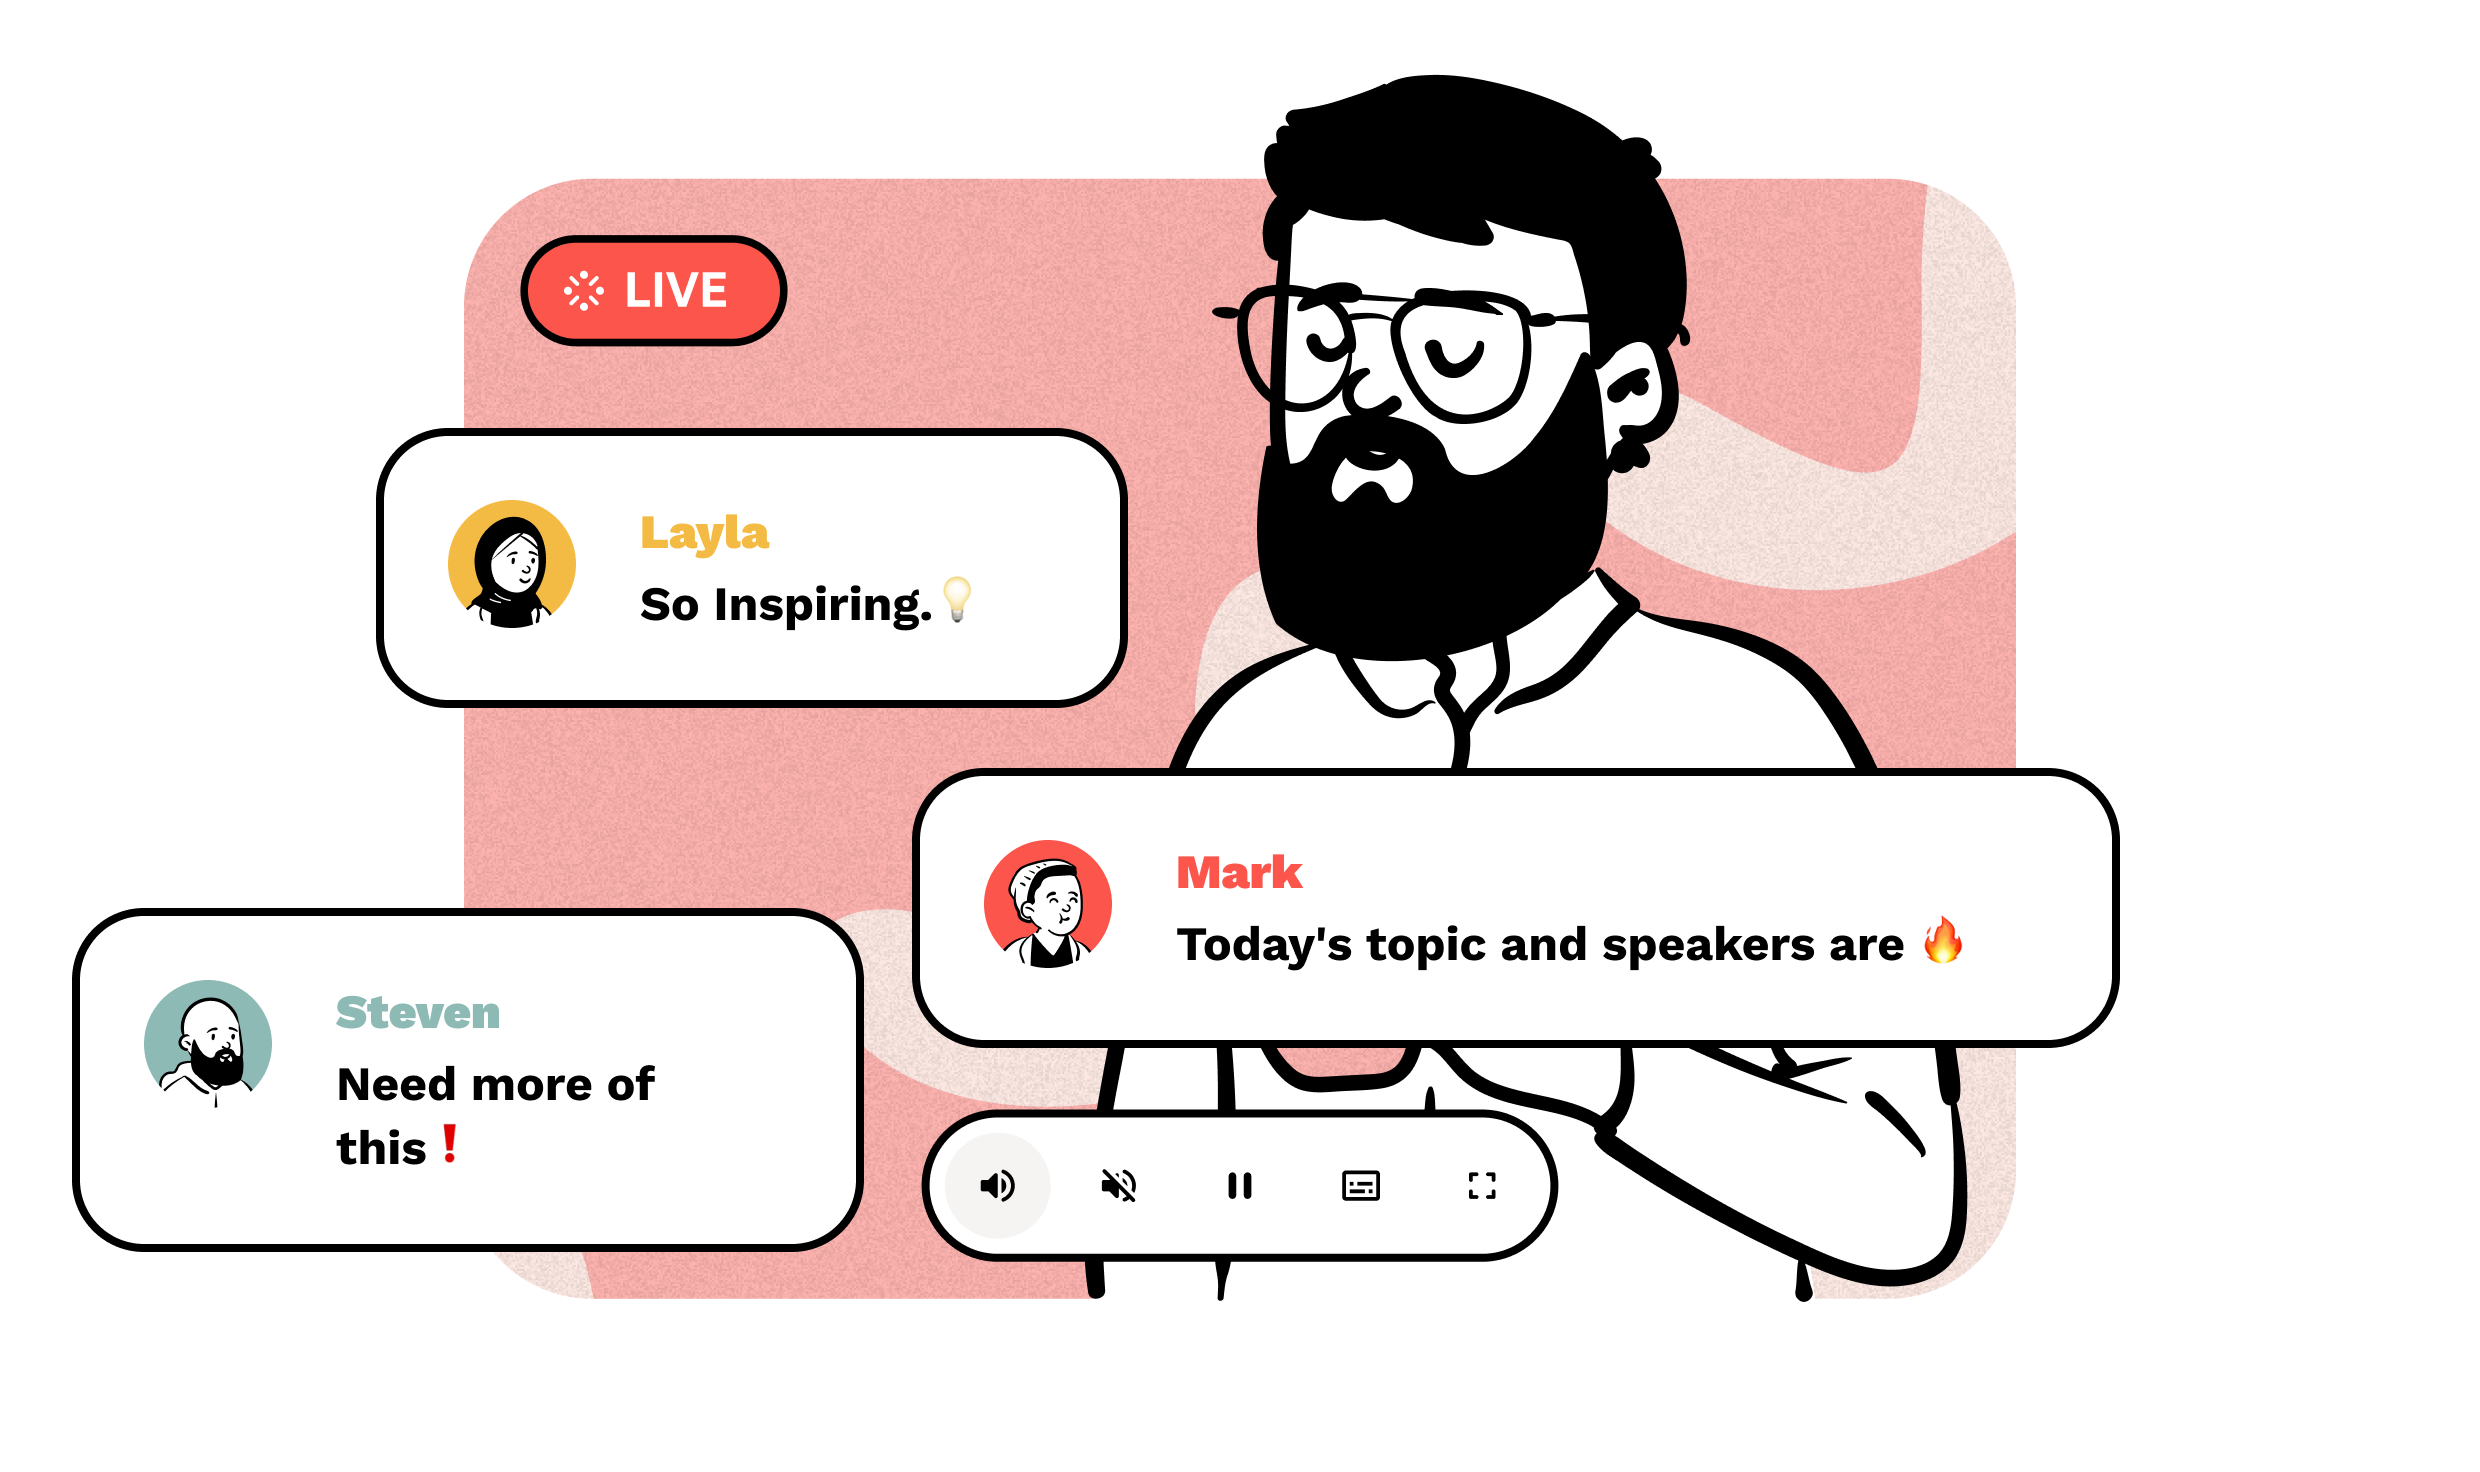 LIVE
Layla
So Inspiring.💡
Mark
Today's topic and speakers are 🔥
Steven
Need more of
this ❗